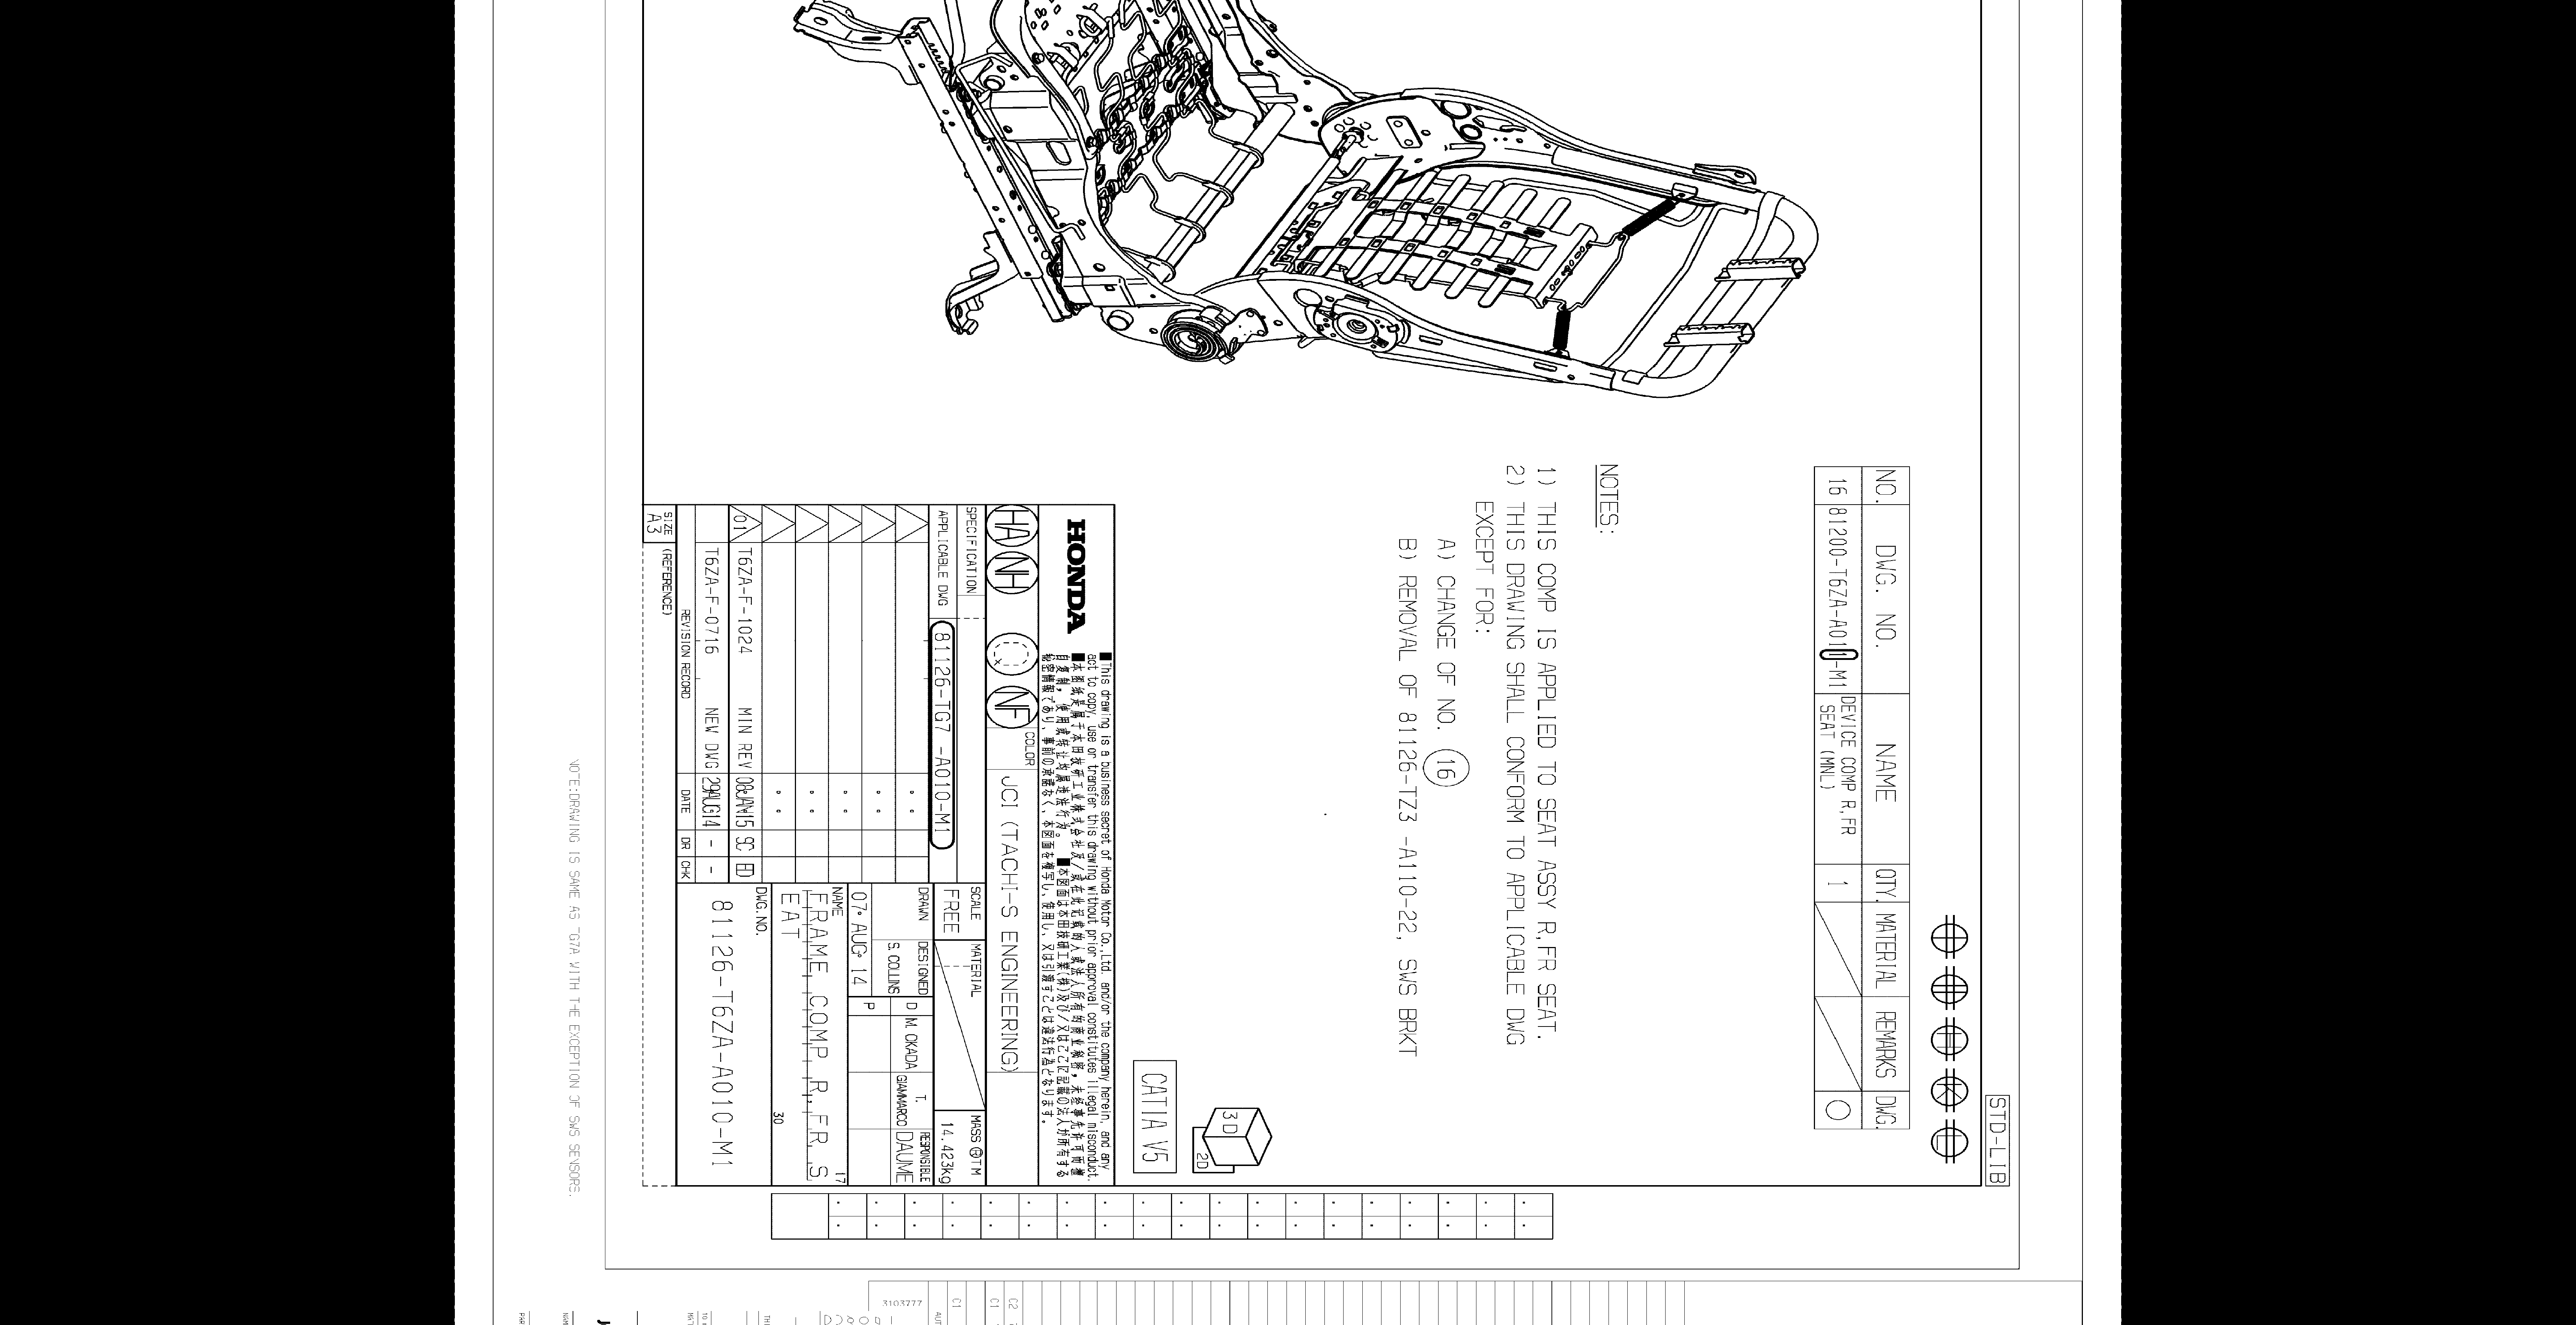 STD-LIB
NO. DWG. NO. NAME QTY. MATERIAL REMARKS DWG.
16 81200-T6ZA-A011-M1 DEVICE COMP R,FR SEAT (MNL) 1
NOTES:
1) THIS COMP IS APPLIED TO SEAT ASSY R,FR SEAT.
2) THIS DRAWING SHALL CONFORM TO APPLICABLE DWG
EXCEPT FOR:
A) CHANGE OF NO. 16
B) REMOVAL OF 81126-TZ3 -A110-22, SWS BRKT
3D
2D
CATIA V5
HONDA
■This drawing is a business secret of Honda Motor Co.,Ltd. and/or the company herein, and any
act to copy, use or transfer this drawing without prior approval constitutes illegal misconduct.
HA NH Q NF
COLOR
JCI (TACHI-S ENGINEERING)
SPECIFICATION
APPLICABLE DWG 81126-TG7 -A010-M1
SCALE MATERIAL MASS TM
FREE 14.423kg
DRAWN DESIGNED RESPONSIBLE
S. COLLINS D M. OKADA T. GIAMMARCO DAUME
07 AUG 14 P
NAME 17
FRAME COMP R, FR, S
EAT
30
DWG.NO.
81126-T6ZA-A010-M1
01 T6ZA-F-1024 MIN REV 08JAN15 SC
T6ZA-F-0716 NEW DWG 29AUG14 - -
REVISION RECORD DATE DR CHK
SIZE
A3
(REFERENCE)
NOTE:DRAWING IS SAME AS TG7A WITH THE EXCEPTION OF SWS SENSORS.
3103777
C1
C1
C2